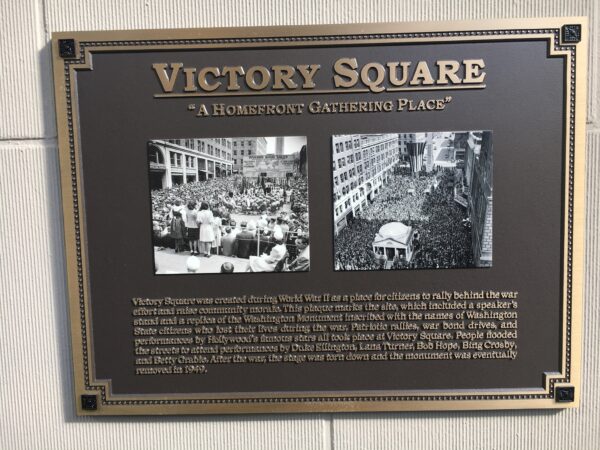 VICTORY SQUARE
"A HOMEFRONT GATHERING PLACE"
Victory Square was created during World War II as a place for citizens to rally behind the war
effort and raise community morale. This plaque marks the site, which included a speaker's
stand and a replica of the Washington Monument inscribed with the names of Washington
State citizens who lost their lives during the war. Patriotic rallies, war bond drives, and
performances by Hollywood's famous stars all took place at Victory Square. People flooded
the streets to attend performances by Duke Ellington, Lana Turner, Bob Hope, Bing Crosby,
and Betty Grable. After the war, the stage was torn down and the monument was eventually
removed in 1949.